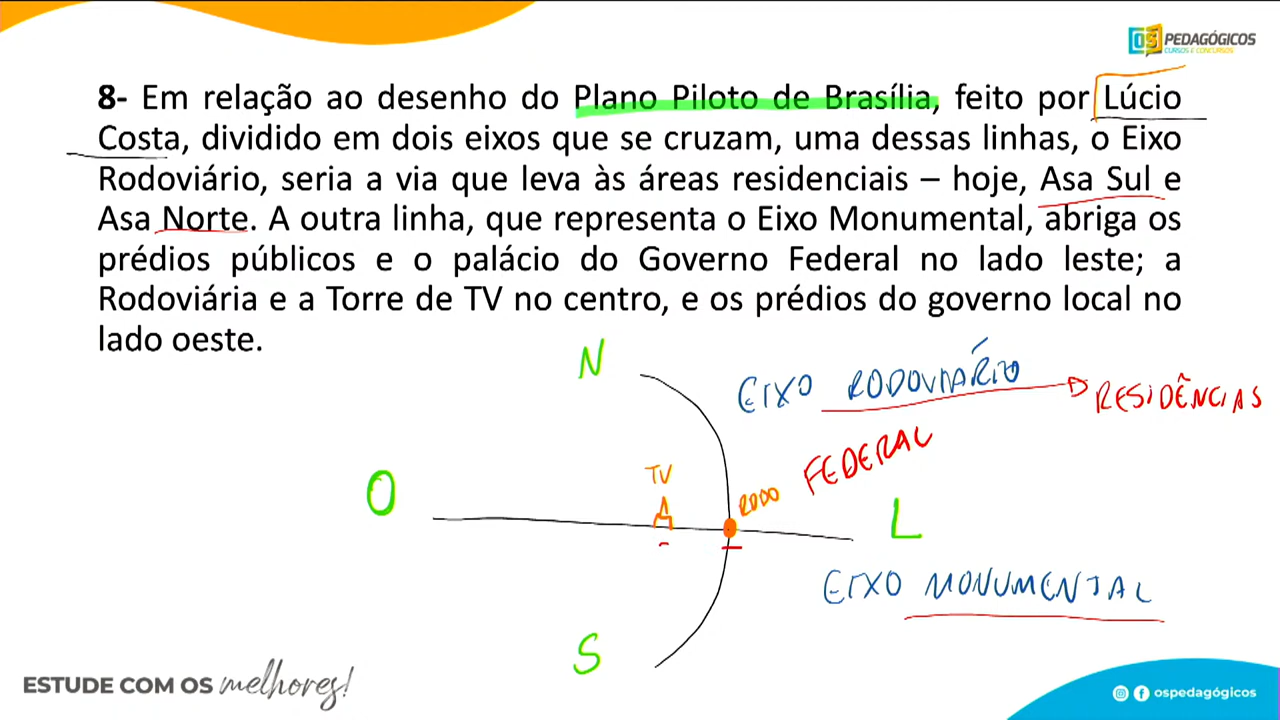 OS PEDAGÓGICOS
CURSOS E CONCURSOS
8- Em relação ao desenho do Plano Piloto de Brasília, feito por Lúcio
Costa, dividido em dois eixos que se cruzam, uma dessas linhas, o Eixo
Rodoviário, seria a via que leva às áreas residenciais – hoje, Asa Sul e
Asa Norte. A outra linha, que representa o Eixo Monumental, abriga os
prédios públicos e o palácio do Governo Federal no lado leste; a
Rodoviária e a Torre de TV no centro, e os prédios do governo local no
lado oeste.
N
EIXO RODOVIÁRIO
RESIDÊNCIAS
FEDERAL
TV
RODO
O
L
EIXO MONUMENTAL
S
ESTUDE COM OS melhores!
ospedagógicos